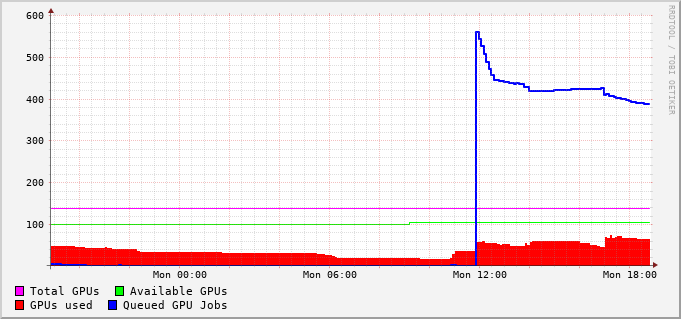 600
500
400
300
200
100
Mon 00:00 Mon 06:00 Mon 12:00 Mon 18:00
Total GPUs Available GPUs
GPUs used Queued GPU Jobs
RRDTOOL / TOBI OETIKER